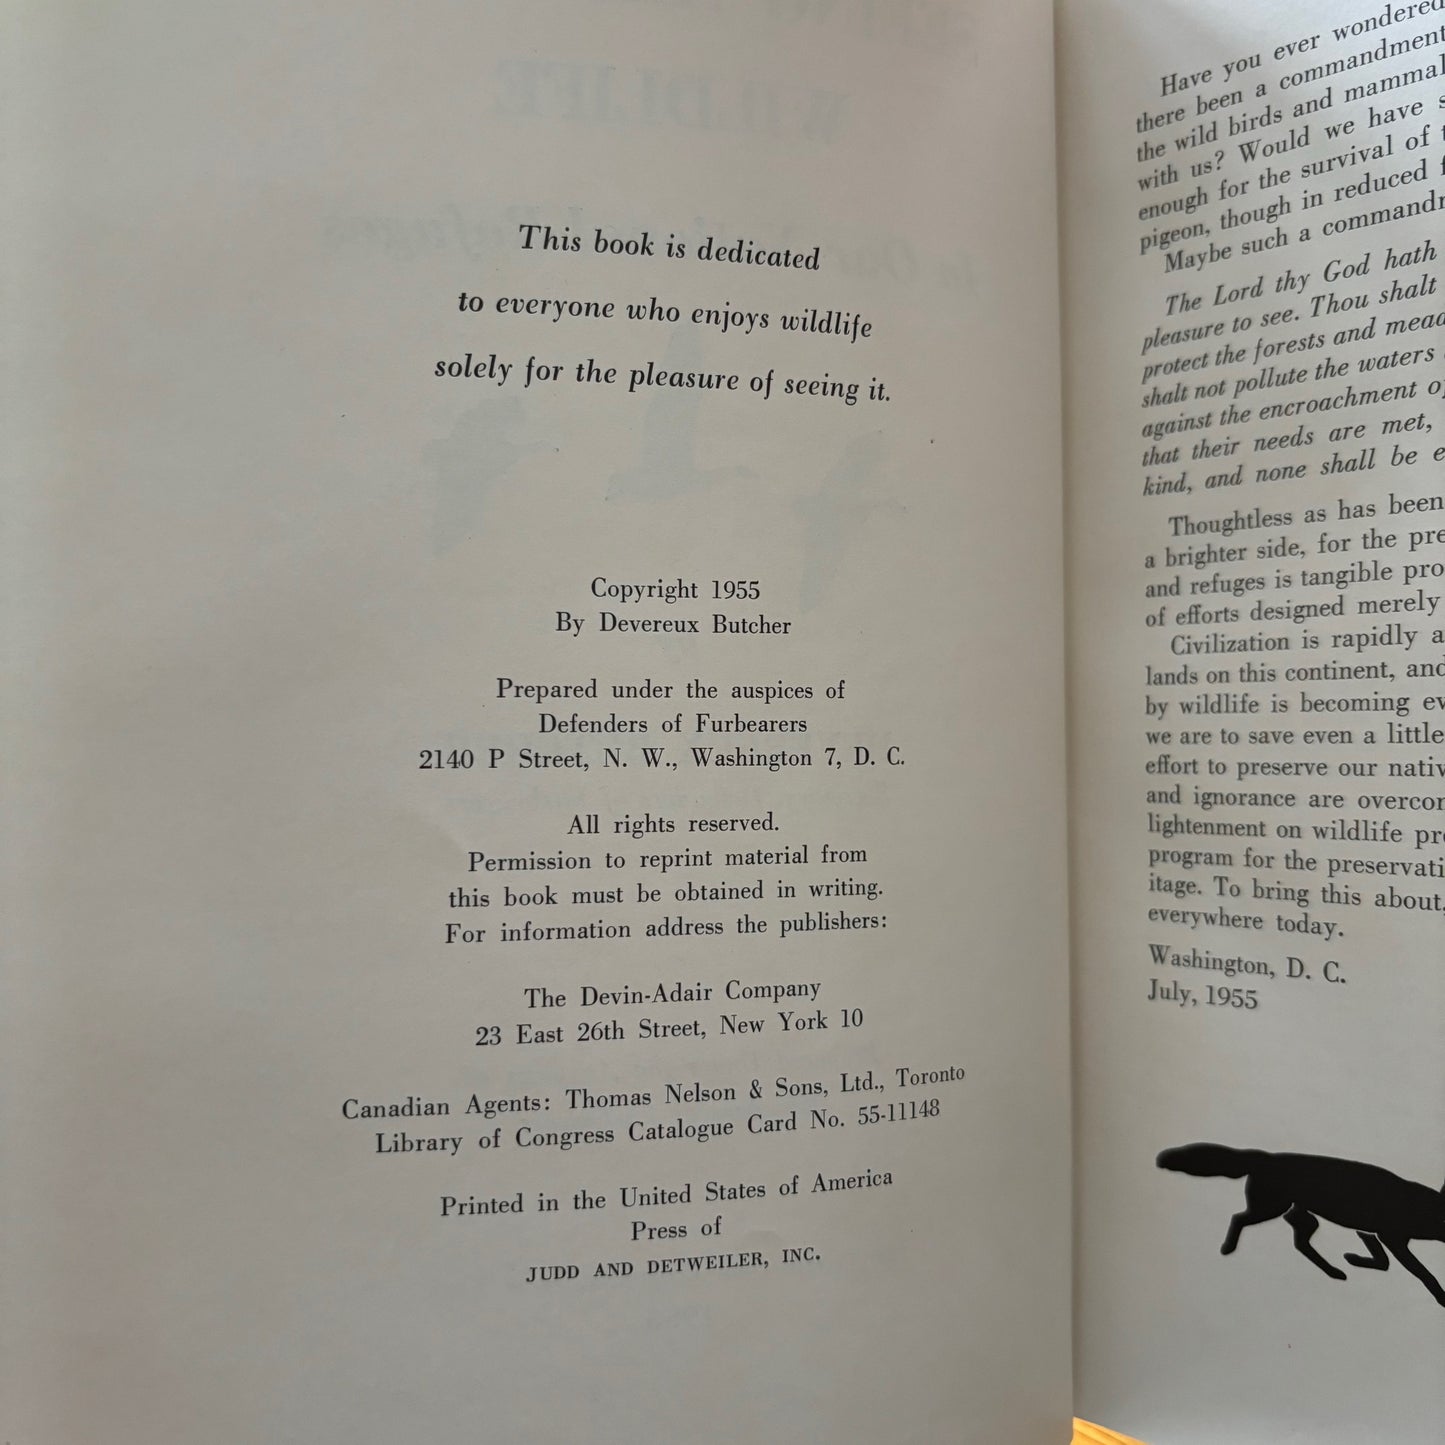 This book is dedicated
to everyone who enjoys wildlife
solely for the pleasure of seeing it.
Copyright 1955
By Devereux Butcher
Prepared under the auspices of
Defenders of Furbearers
2140 P Street, N. W., Washington 7, D. C.
All rights reserved.
Permission to reprint material from
this book must be obtained in writing.
For information address the publishers:
The Devin-Adair Company
23 East 26th Street, New York 10
Canadian Agents: Thomas Nelson & Sons, Ltd., Toronto
Library of Congress Catalogue Card No. 55-11148
Printed in the United States of America
Press of
JUDD AND DETWEILER, INC.
Have you ever wondered
there been a commandment
the wild birds and mammal
with us? Would we have
enough for the survival of
pigeon, though in reduced
Maybe such a commandm
The Lord thy God hath
pleasure to see. Thou shalt
protect the forests and mead
shalt not pollute the waters
against the encroachment
that their needs are met,
kind, and none shall be
Thoughtless as has been
a brighter side, for the pre
and refuges is tangible pro
of efforts designed merely
Civilization is rapidly a
lands on this continent, and
by wildlife is becoming ev
we are to save even a little
effort to preserve our nativ
and ignorance are overcom
lightenment on wildlife pr
program for the preservati
itage. To bring this about,
everywhere today.
Washington, D. C.
July, 1955